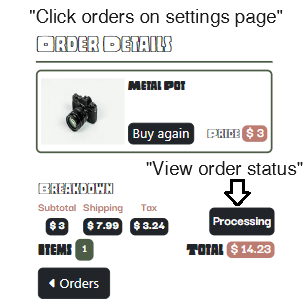 "Click orders on settings page"
Order Details
Metal Pot
Buy again Price $ 3
"View order status"
Breakdown
Subtotal Shipping Tax
$ 3 $ 7.99 $ 3.24
Processing
Items 1 Total $ 14.23
Orders